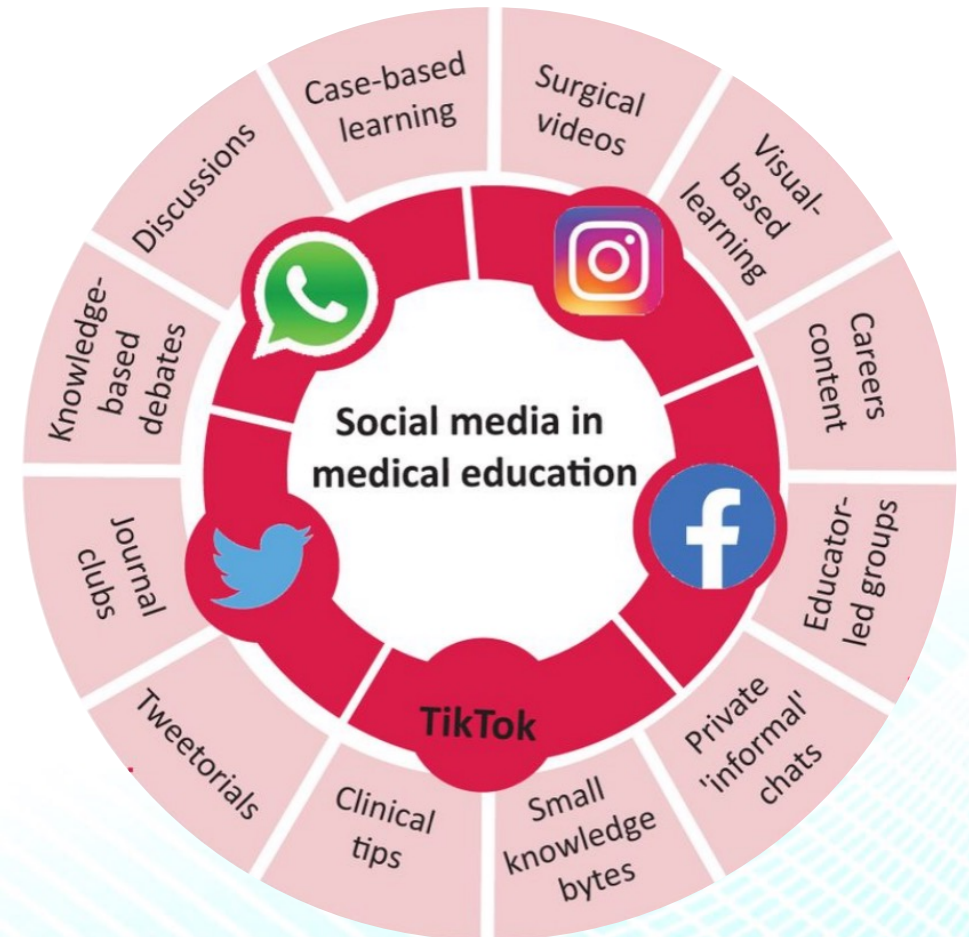 Social media in
medical education
TikTok
Case-based
learning
Surgical
videos
Visual-
based
learning
Careers
content
Educator-
led groups
Private
'informal'
chats
Small
knowledge
bytes
Clinical
tips
Tweetorials
Journal
clubs
Knowledge-
based
debates
Discussions